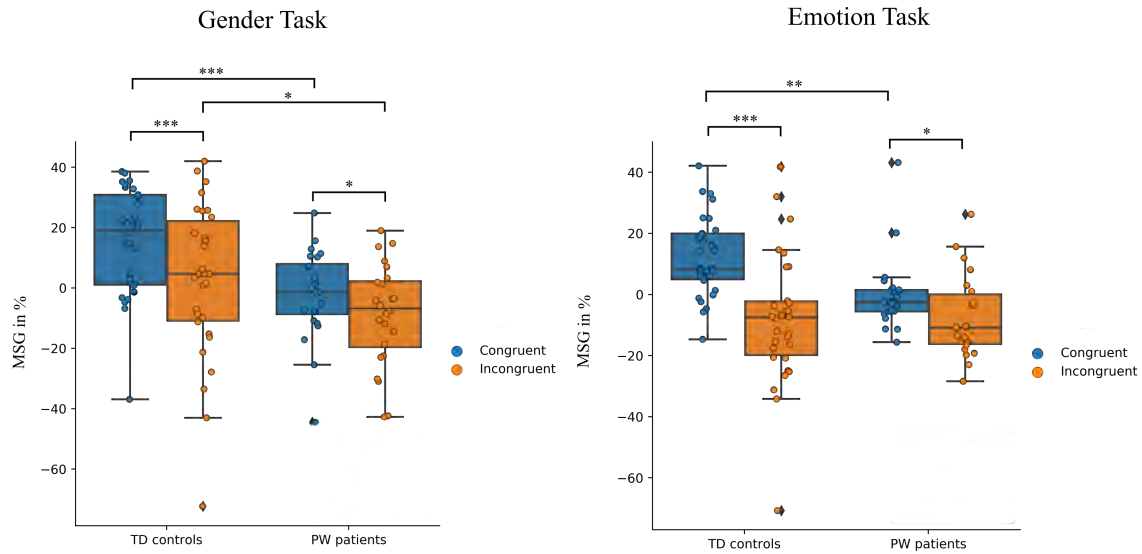 Gender Task
***
*
***
*
MSG in %
40
20
0
−20
−40
−60
TD controls
PW patients
Congruent
Incongruent
Emotion Task
**
***
*
MSG in %
40
20
0
−20
−40
−60
TD controls
PW patients
Congruent
Incongruent